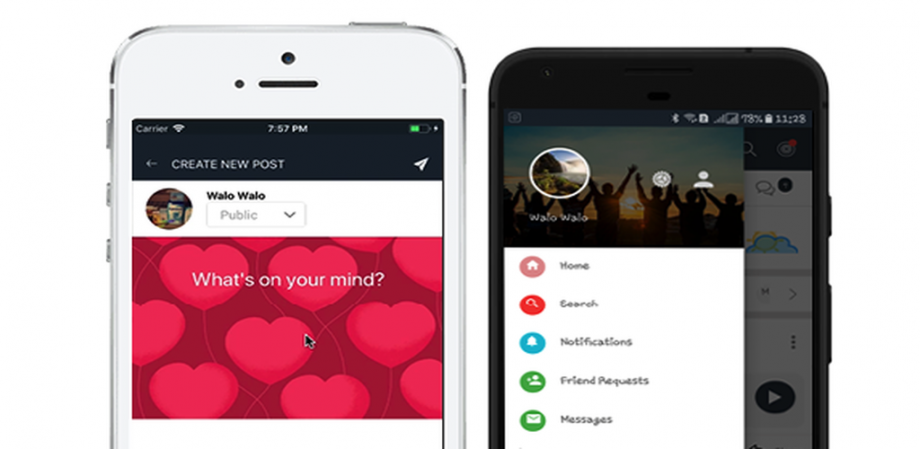 Carrier 7:57 PM
CREATE NEW POST
Walo Walo
Public
What's on your mind?
78% 11:28
Walo Walo
Home
Search
Notifications
Friend Requests
Messages
M